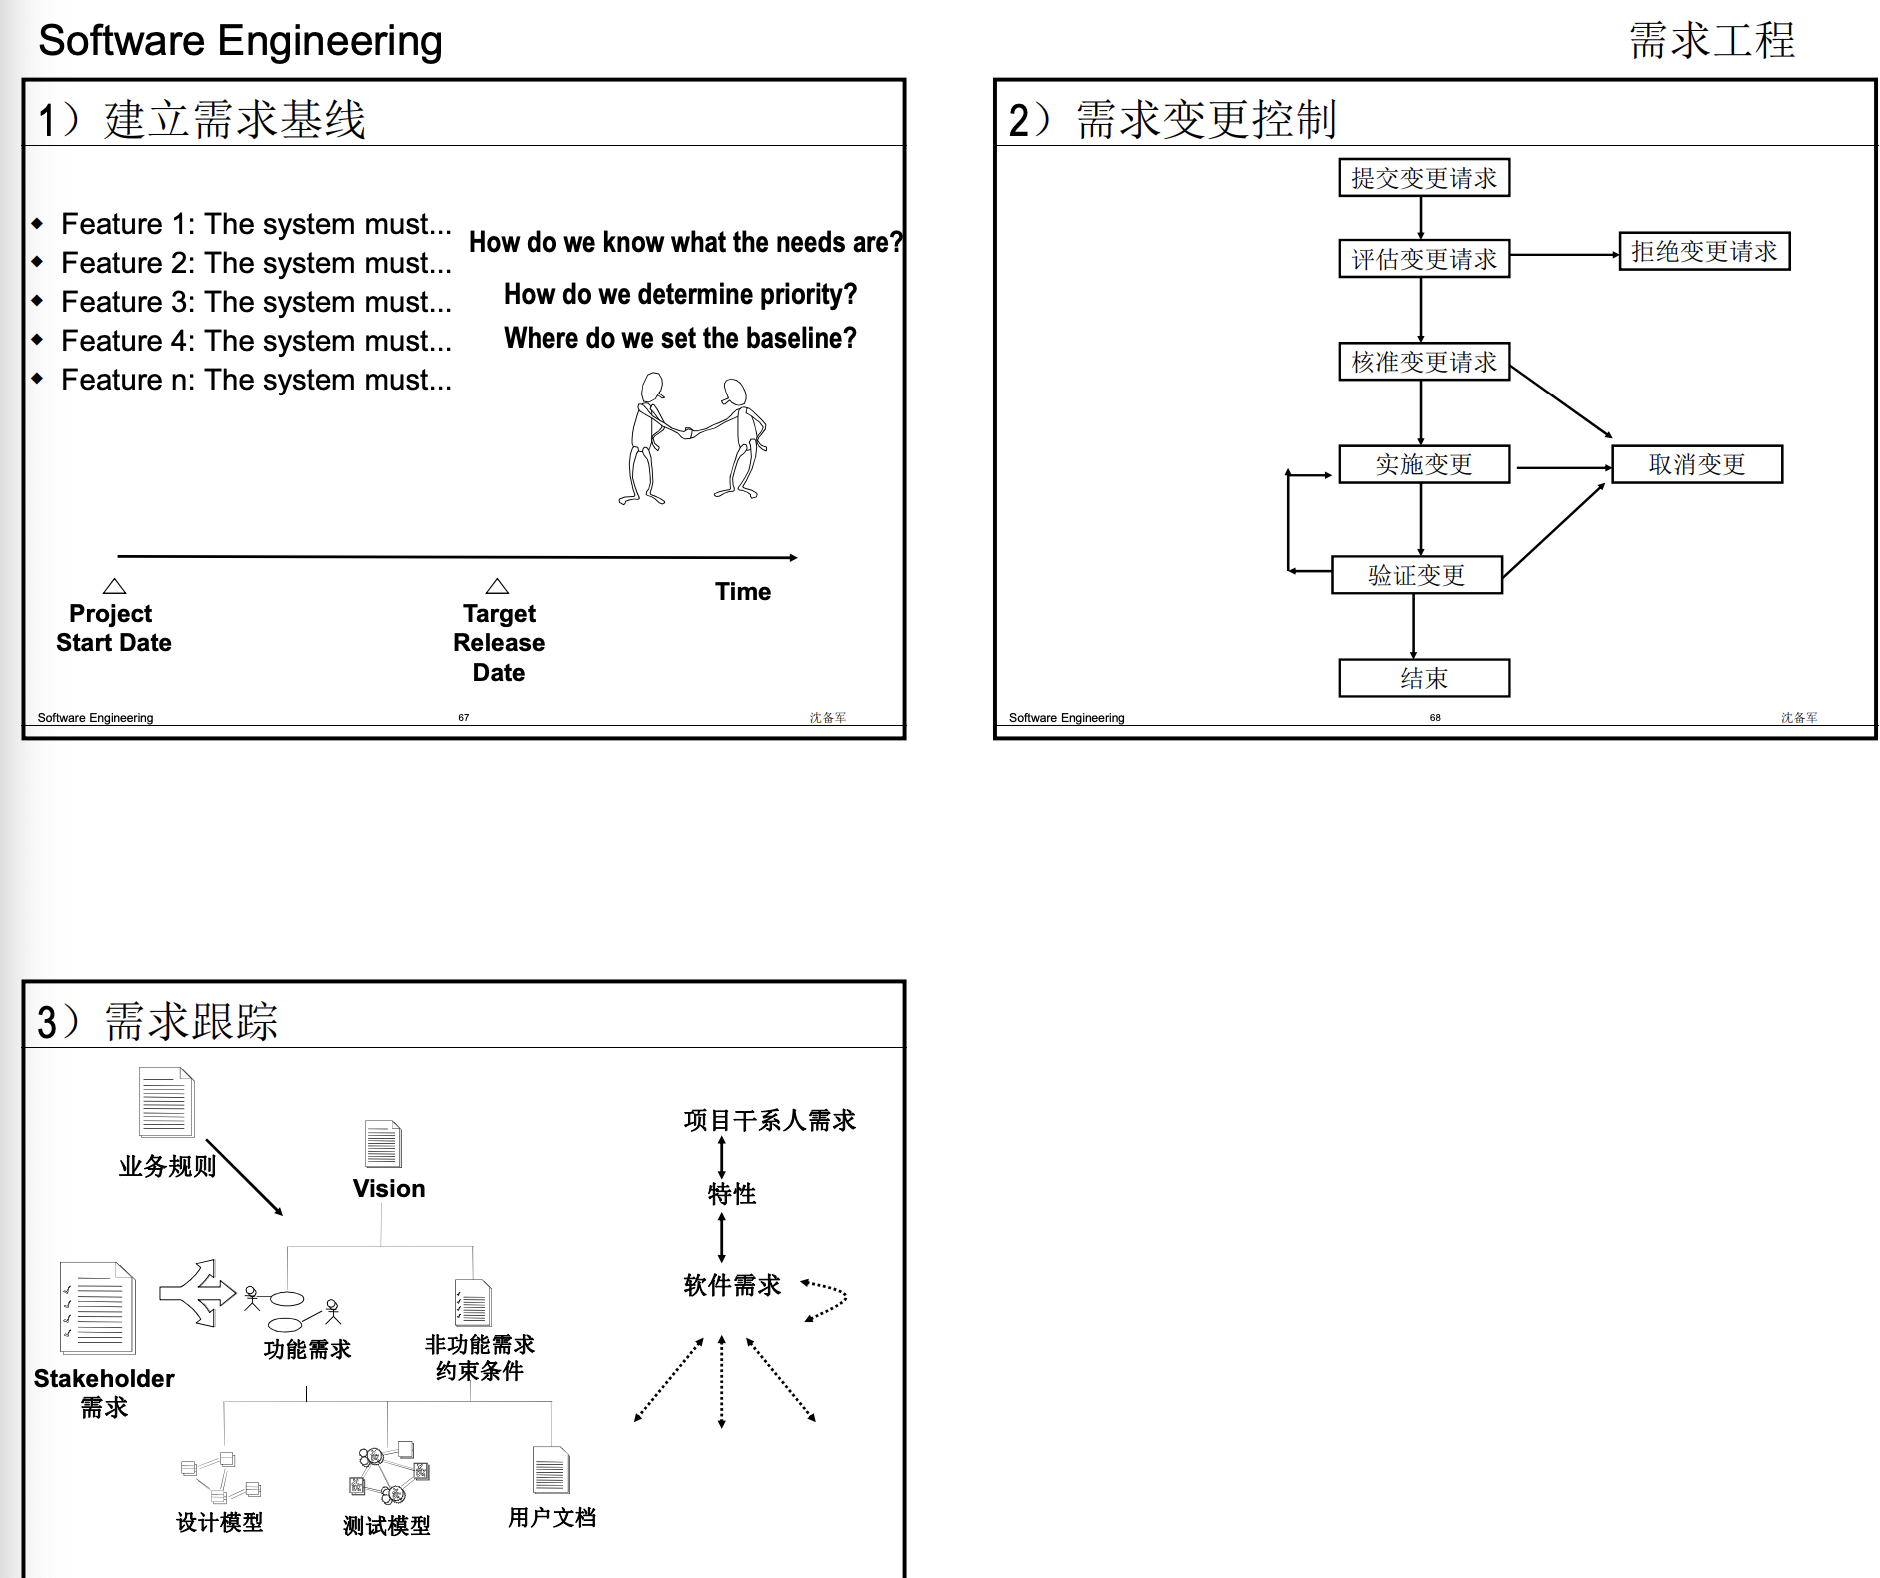 Software Engineering
需求工程
1）建立需求基线
Feature 1: The system must...
Feature 2: The system must...
Feature 3: The system must...
Feature 4: The system must...
Feature n: The system must...
How do we know what the needs are?
How do we determine priority?
Where do we set the baseline?
Time
Project
Start Date
Target
Release
Date
Software Engineering
67
沈备军
2）需求变更控制
提交变更请求
评估变更请求
拒绝变更请求
核准变更请求
实施变更
取消变更
验证变更
结束
Software Engineering
68
沈备军
3）需求跟踪
业务规则
Vision
Stakeholder
需求
功能需求
非功能需求
约束条件
设计模型
测试模型
用户文档
项目干系人需求
特性
软件需求